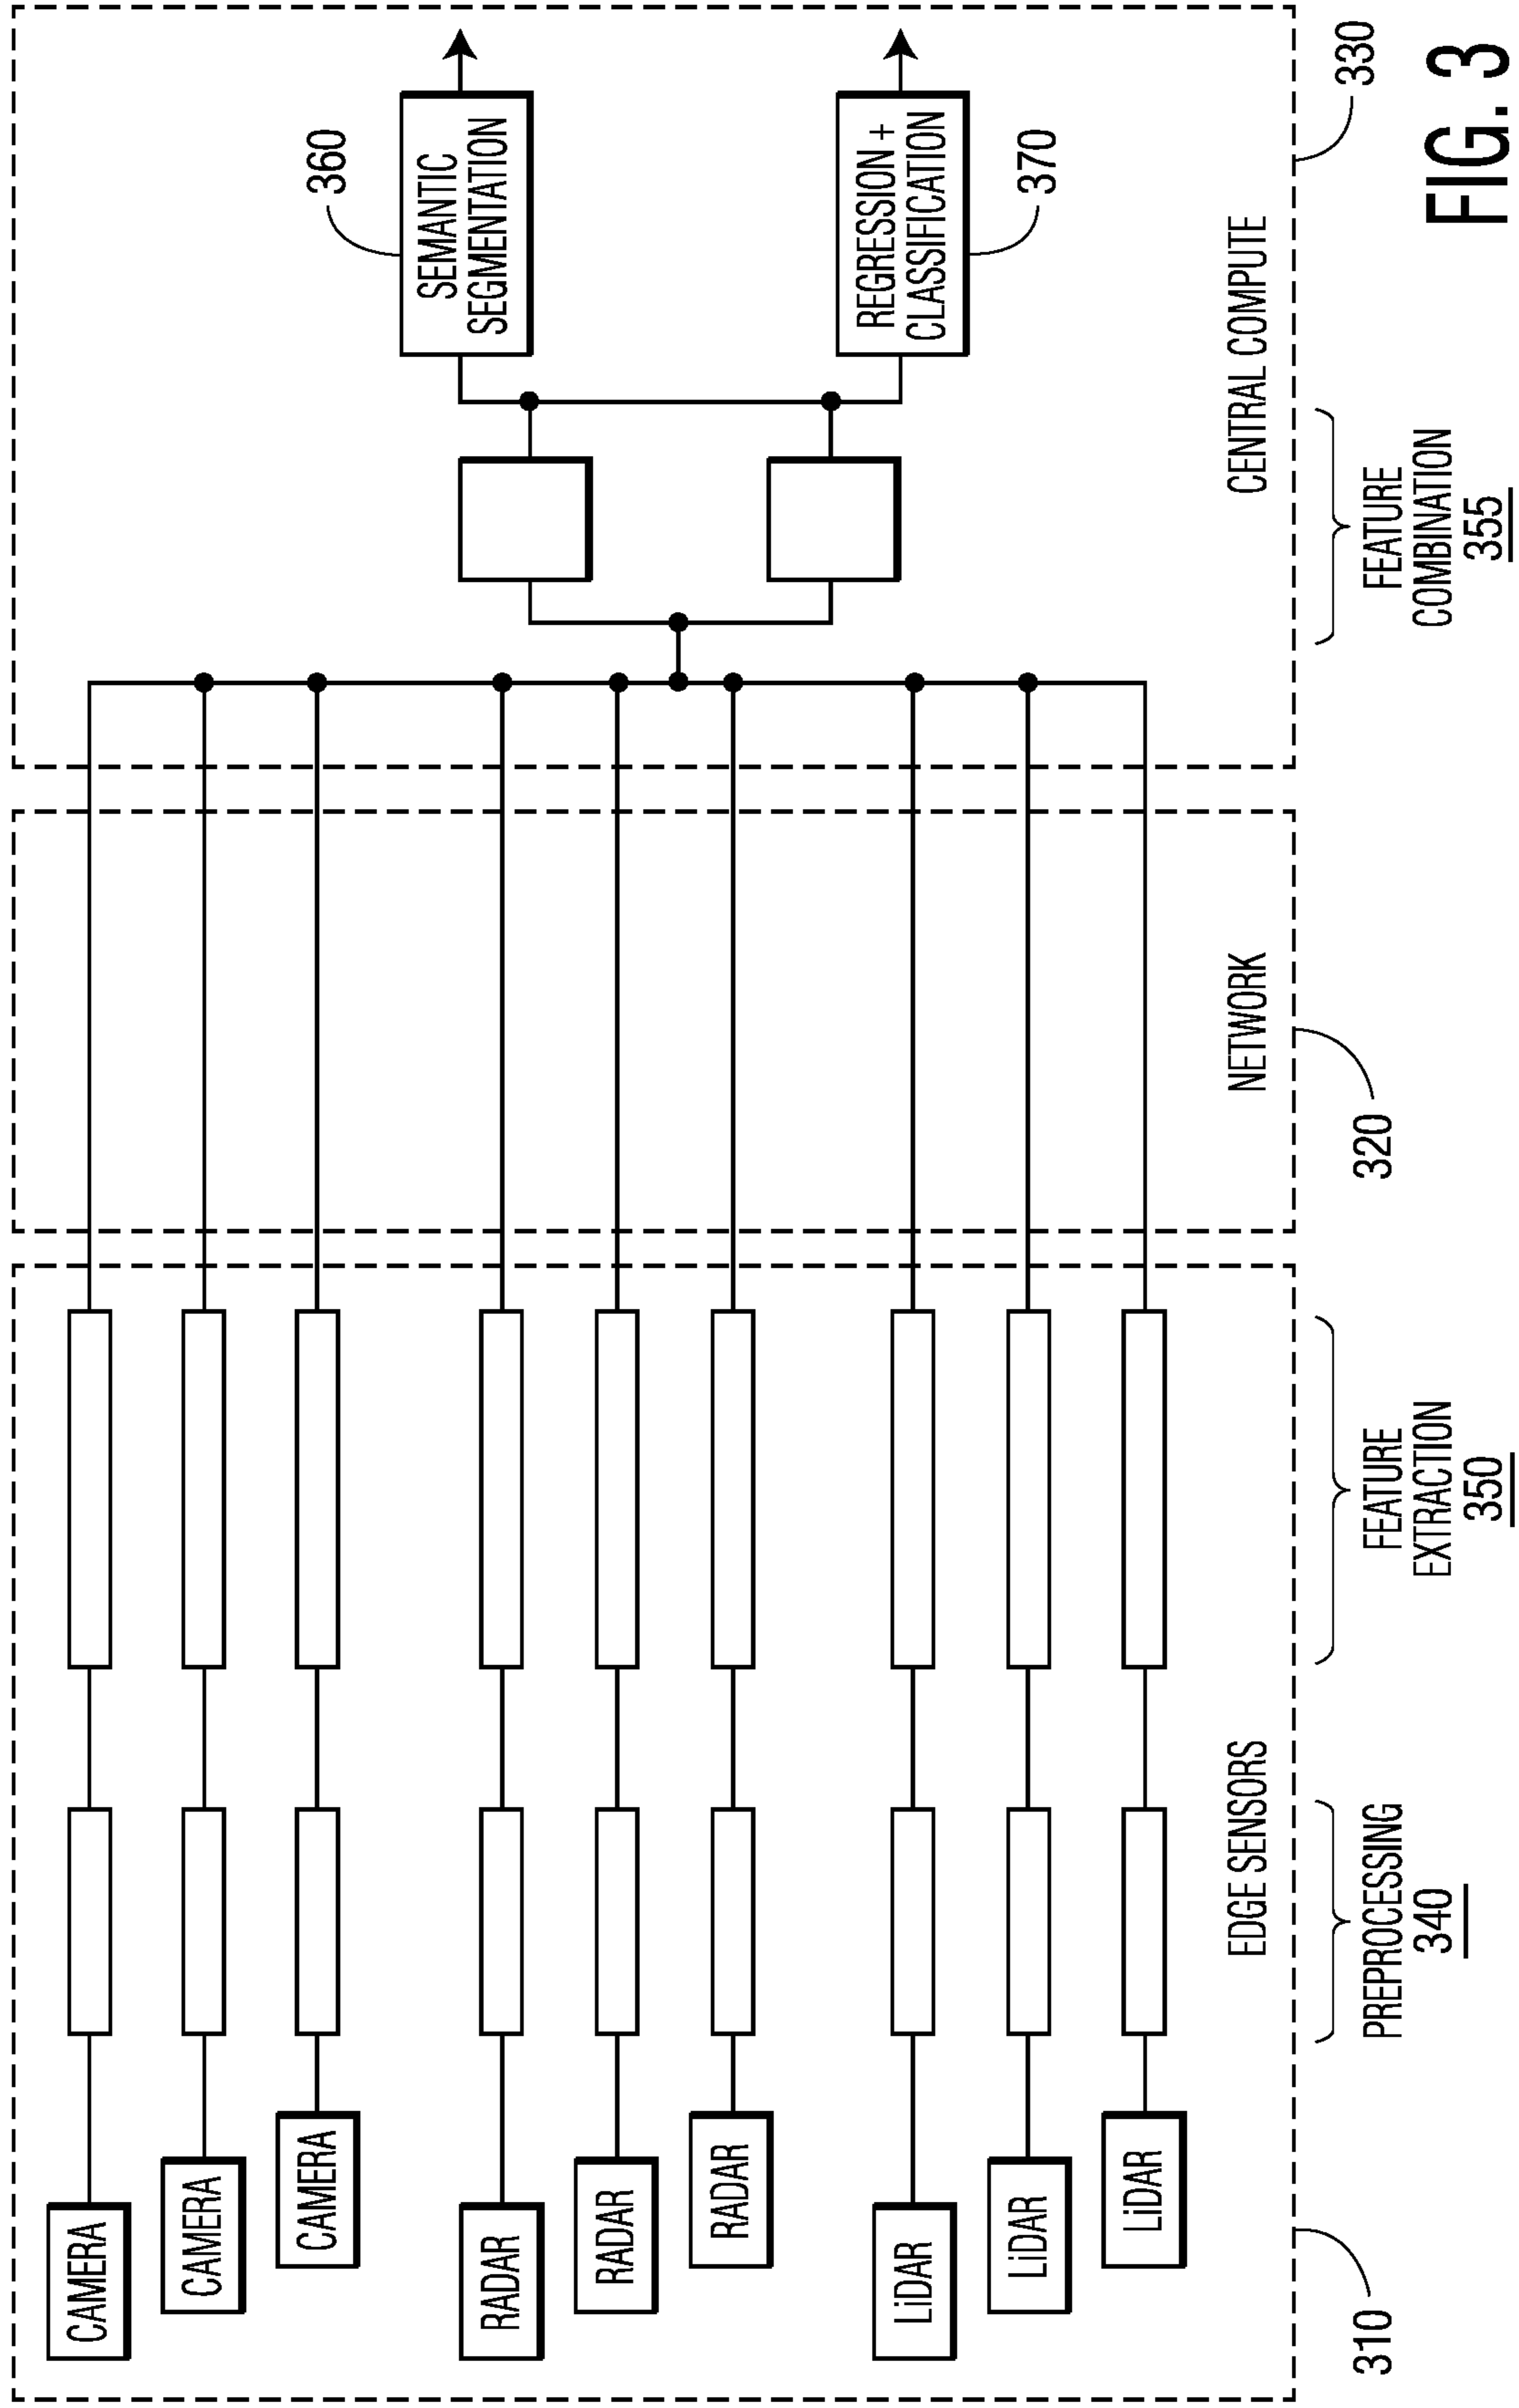 CAMERA
CAMERA
CAMERA
RADAR
RADAR
RADAR
LiDAR
LiDAR
LiDAR
EDGE SENSORS
310
PREPROCESSING
340
FEATURE
EXTRACTION
350
NETWORK
320
SEMANTIC
SEGMENTATION
360
REGRESSION +
CLASSIFICATION
370
CENTRAL COMPUTE
330
FEATURE
COMBINATION
355
FIG. 3